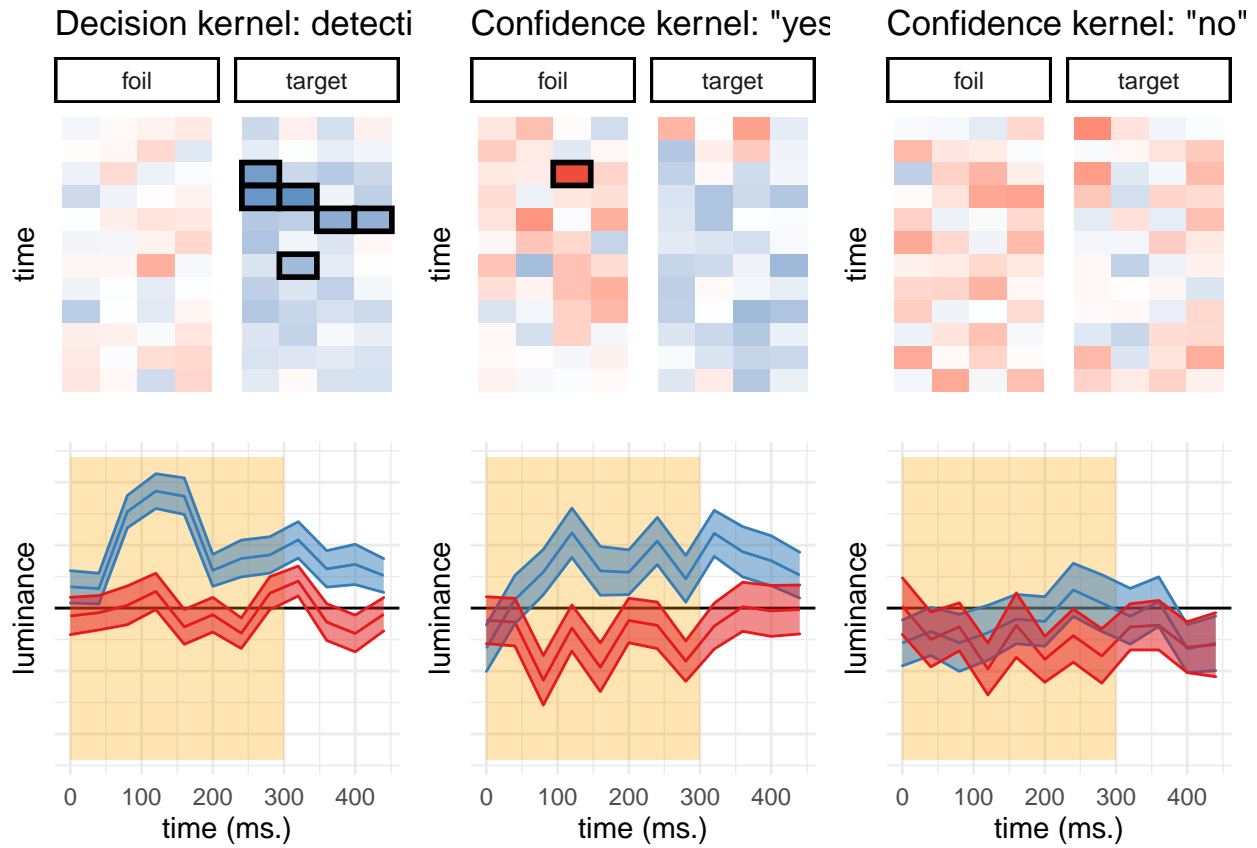 Decision kernel: detecti
Confidence kernel: "yes
Confidence kernel: "no"
foil
target
foil
target
foil
target
time
time
time
luminance
luminance
luminance
0 100 200 300 400
0 100 200 300 400
0 100 200 300 400
time (ms.)
time (ms.)
time (ms.)